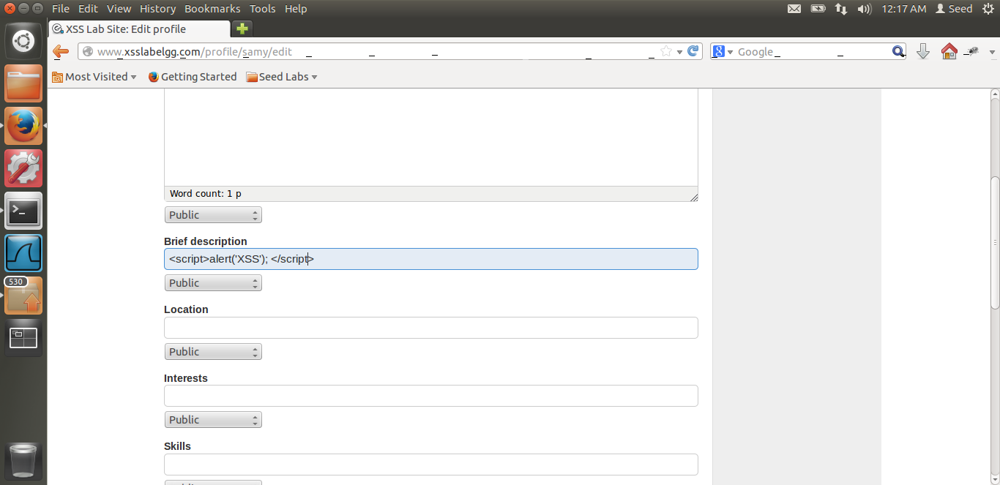 File Edit View History Bookmarks Tools Help 12:17 AM Seed
XSS Lab Site: Edit profile
www.xsslabelgg.com/profile/samy/edit Google
Most Visited Getting Started Seed Labs
Word count: 1 p
Public
Brief description
<script>alert('XSS'); </script>
Public
530
Location
Public
Interests
Public
Skills